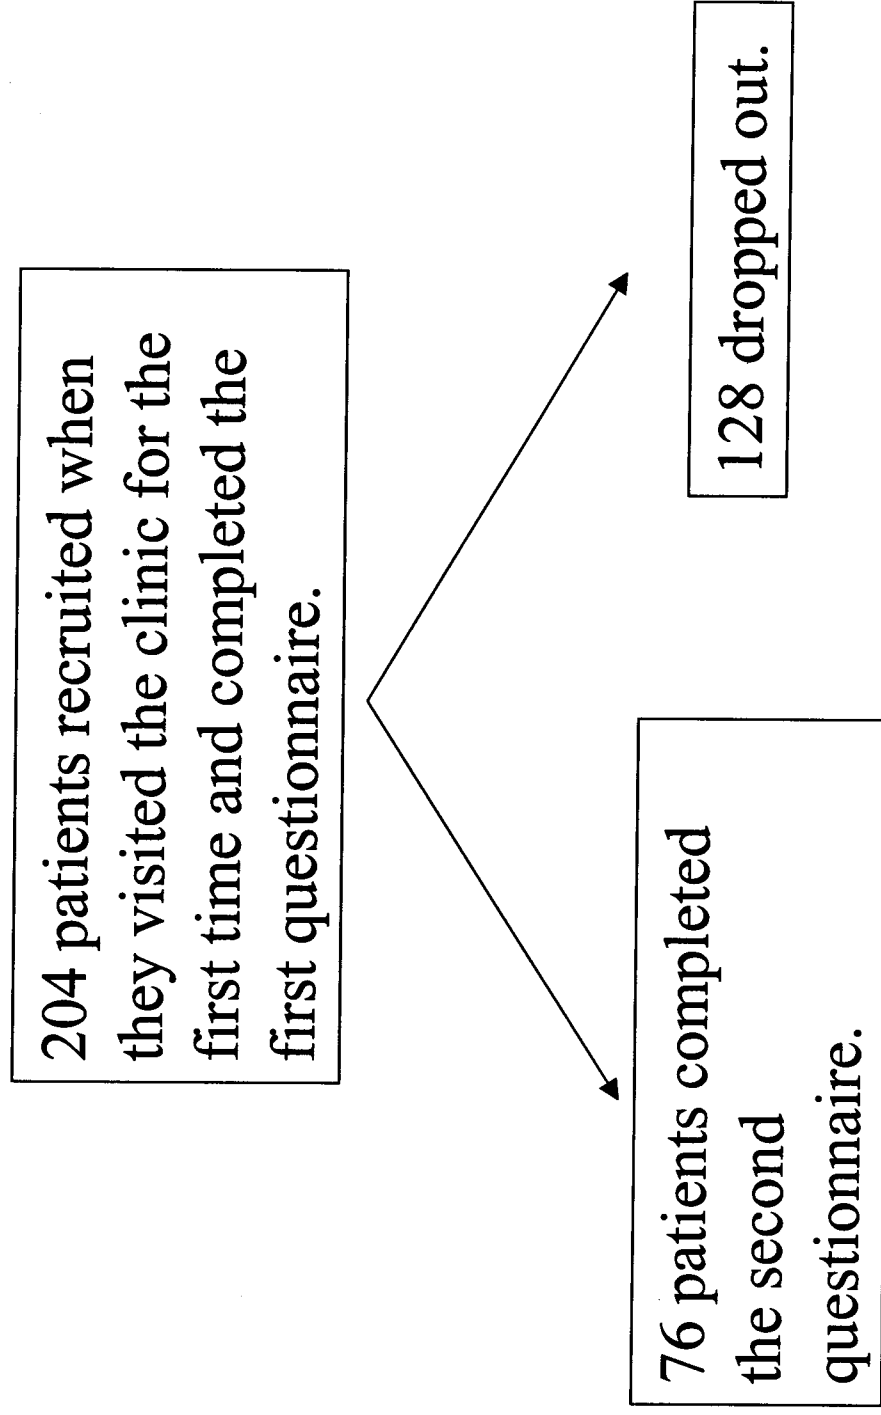 204 patients recruited when
they visited the clinic for the
first time and completed the
first questionnaire.
76 patients completed
the second
questionnaire.
128 dropped out.